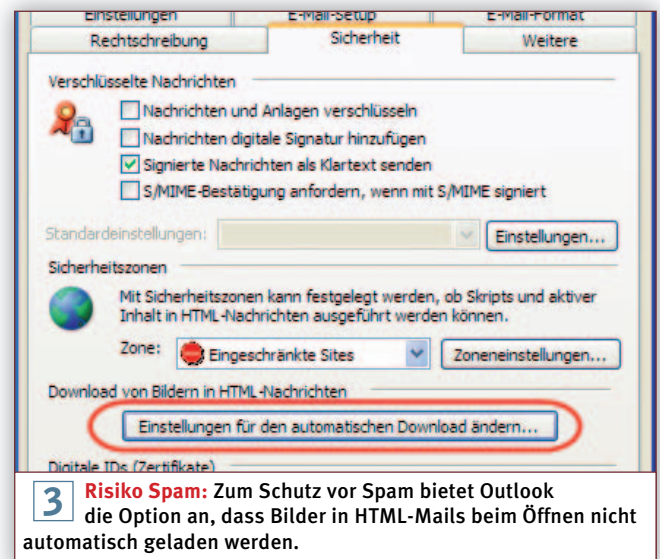 Einstellungen E-Mail-Setup E-Mail-Format
Rechtschreibung Sicherheit Weitere
Verschlüsselte Nachrichten
Nachrichten und Anlagen verschlüsseln
Nachrichten digitale Signatur hinzufügen
Signierte Nachrichten als Klartext senden
S/MIME-Bestätigung anfordern, wenn mit S/MIME signiert
Standardeinstellungen: Einstellungen...
Sicherheitszonen
Mit Sicherheitszonen kann festgelegt werden, ob Skripts und aktiver
Inhalt in HTML-Nachrichten ausgeführt werden
können.
Zone: Eingeschränkte Sites Zoneneinstellungen...
Download von Bildern in HTML-Nachrichten
Einstellungen für den automatischen Download ändern...
Digitale IDs (Zertifikate)
3 Risiko Spam: Zum Schutz vor Spam bietet Outlook
die Option an, dass Bilder in HTML-Mails beim Öffnen nicht
automatisch geladen werden.